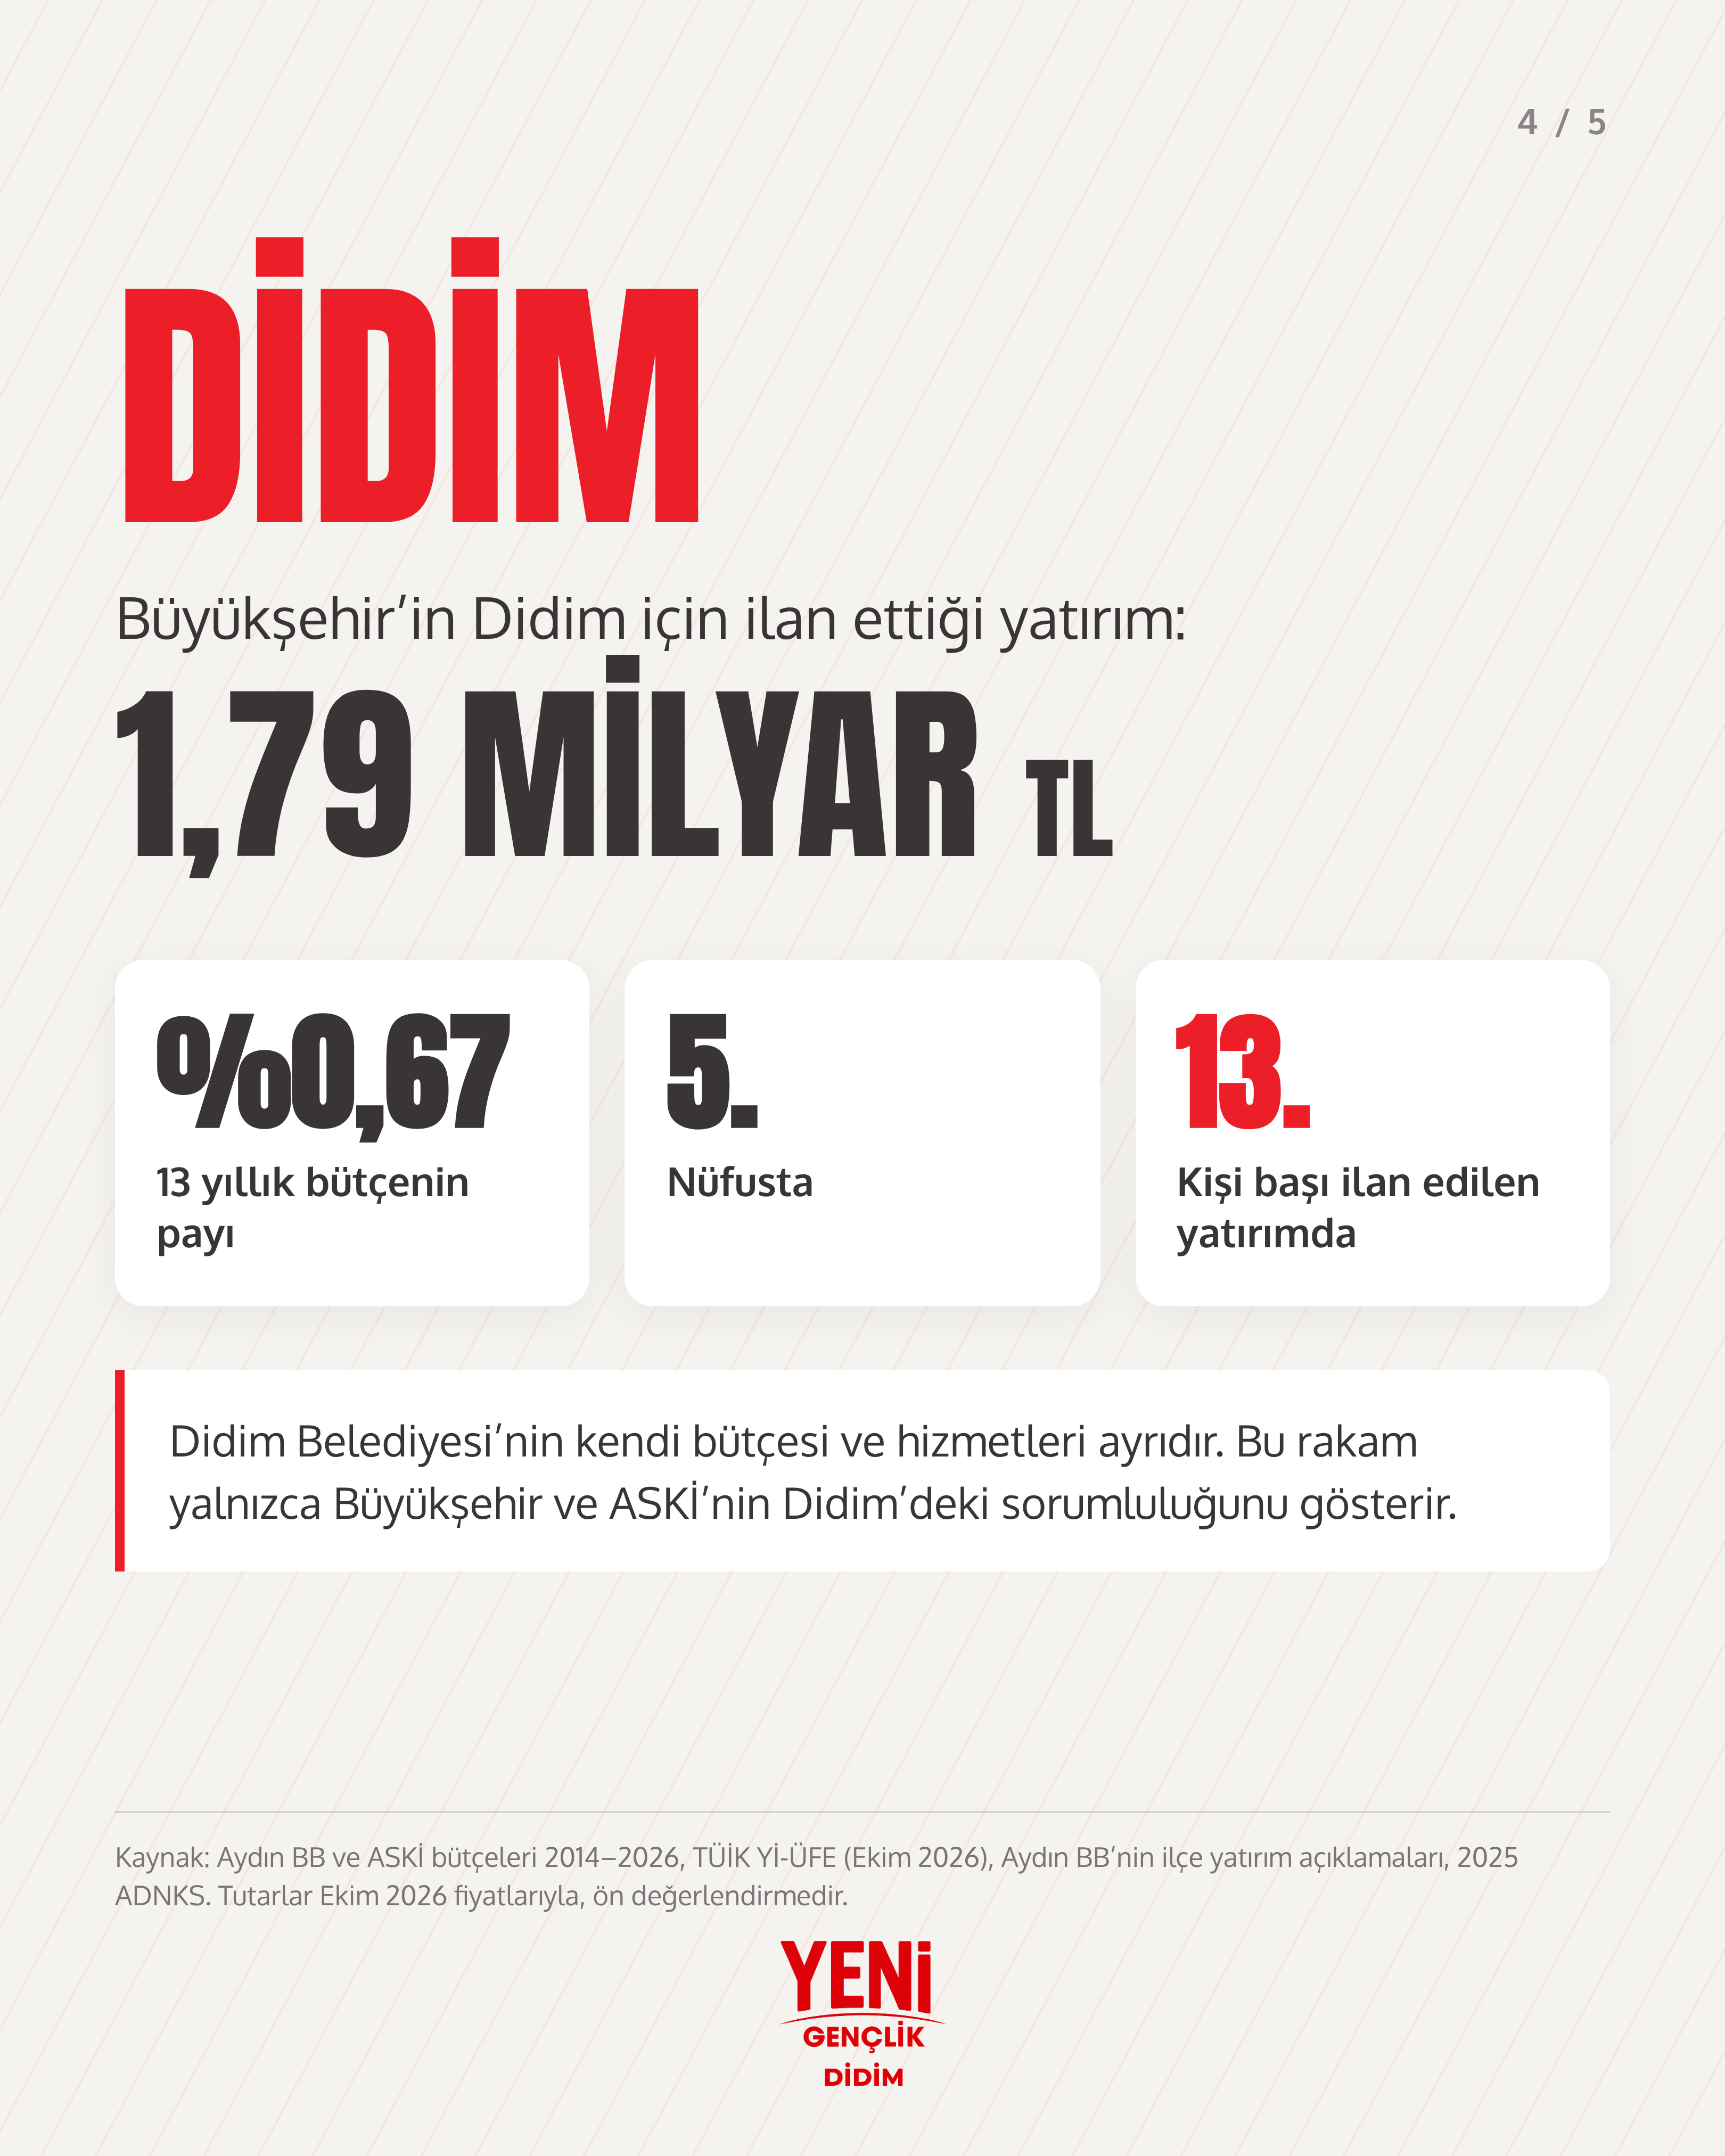 4 / 5
DİDİM
Büyükşehir’in Didim için ilan ettiği yatırım:
1,79 MİLYAR TL
%0,67
13 yıllık bütçenin
payı
5.
Nüfusta
13.
Kişi başı ilan edilen
yatırımda
Didim Belediyesi’nin kendi bütçesi ve hizmetleri ayrıdır. Bu rakam
yalnızca Büyükşehir ve ASKİ’nin Didim’deki sorumluluğunu gösterir.
Kaynak: Aydın BB ve ASKİ bütçeleri 2014–2026, TÜİK Yİ-ÜFE (Ekim 2026), Aydın BB’nin ilçe yatırım açıklamaları, 2025
ADNKS. Tutarlar Ekim 2026 fiyatlarıyla, ön değerlendirmedir.
YENİ
GENÇLİK
DİDİM